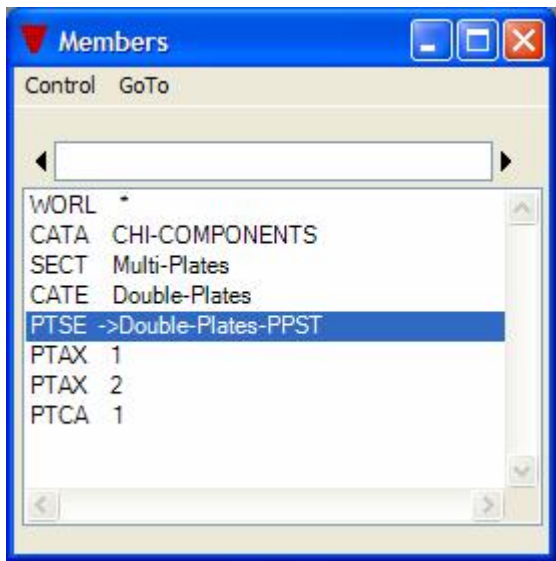 Members
Control GoTo
WORL *
CATA CHI-COMPONENTS
SECT Multi-Plates
CATE Double-Plates
PTSE ->Double-Plates-PPST
PTAX 1
PTAX 2
PTCA 1